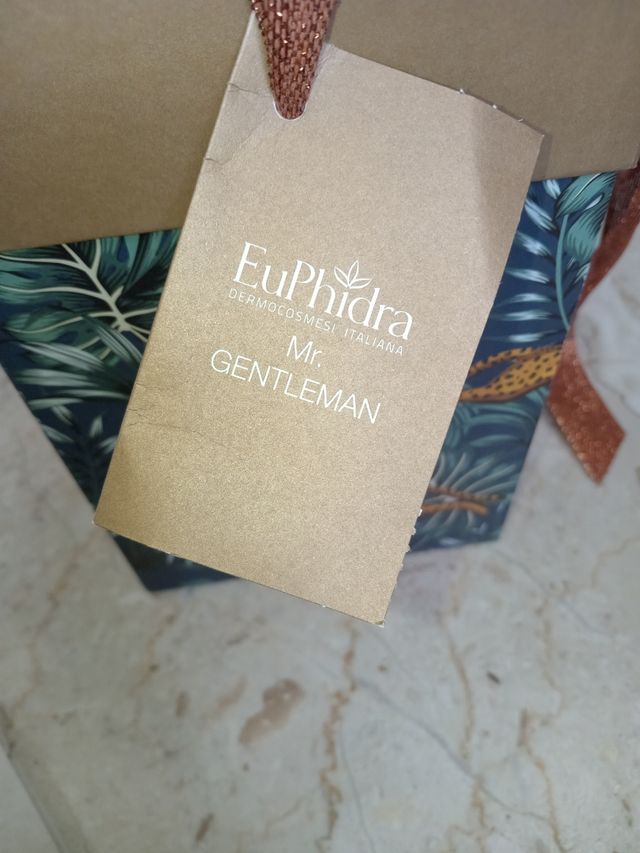 EuPhidra
DERMOCOSMESI ITALIANA
Mr.
GENTLEMAN